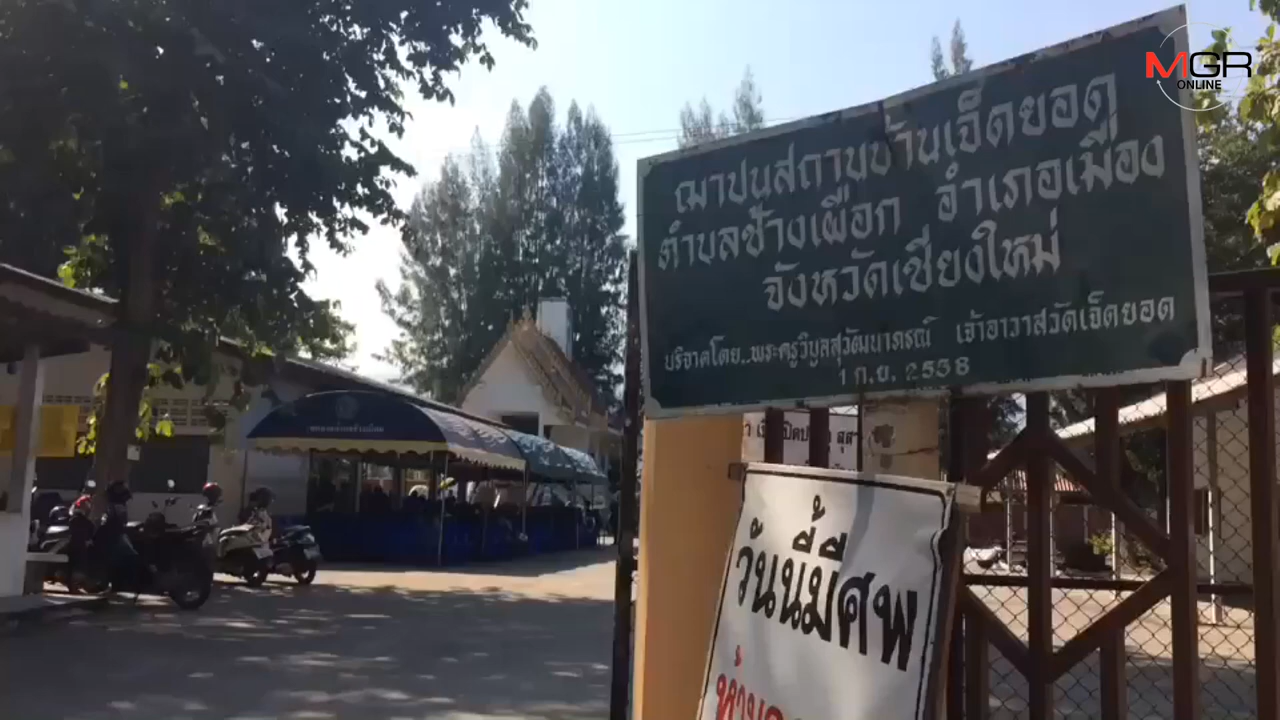 MGR
ONLINE
ฌาปนสถานบ้านเจ็ดยอด
ตำบลช้างเผือก อำเภอเมือง
จังหวัดเชียงใหม่
บริจาคโดย..พระครูวิบูลสุวัฒนาภรณ์ เจ้าอาวาสวัดเจ็ดยอด
1 ก.ย. 2558
วันนี้มีศพ